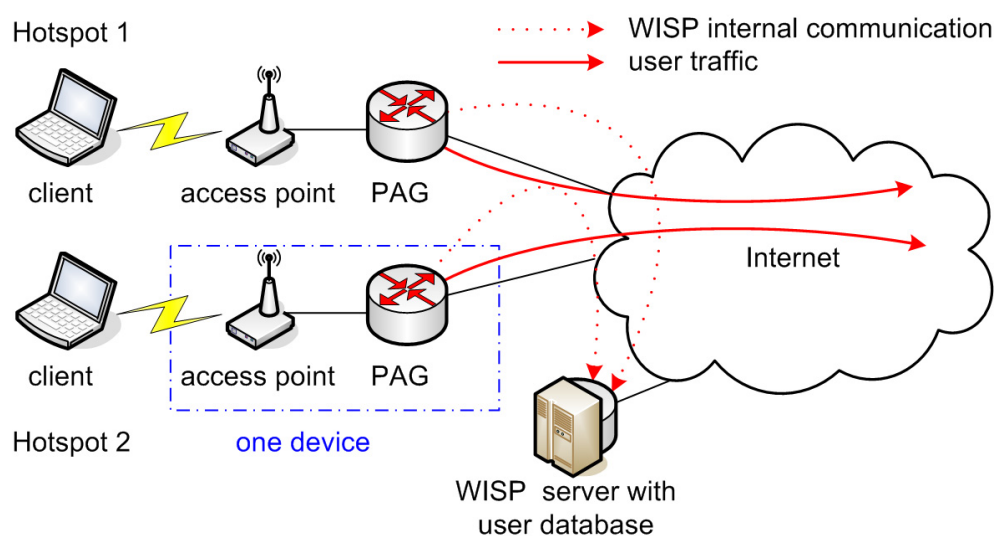 Hotspot 1
WISP internal communication
user traffic
client
access point
PAG
Internet
client
access point
PAG
Hotspot 2
one device
WISP server with
user database